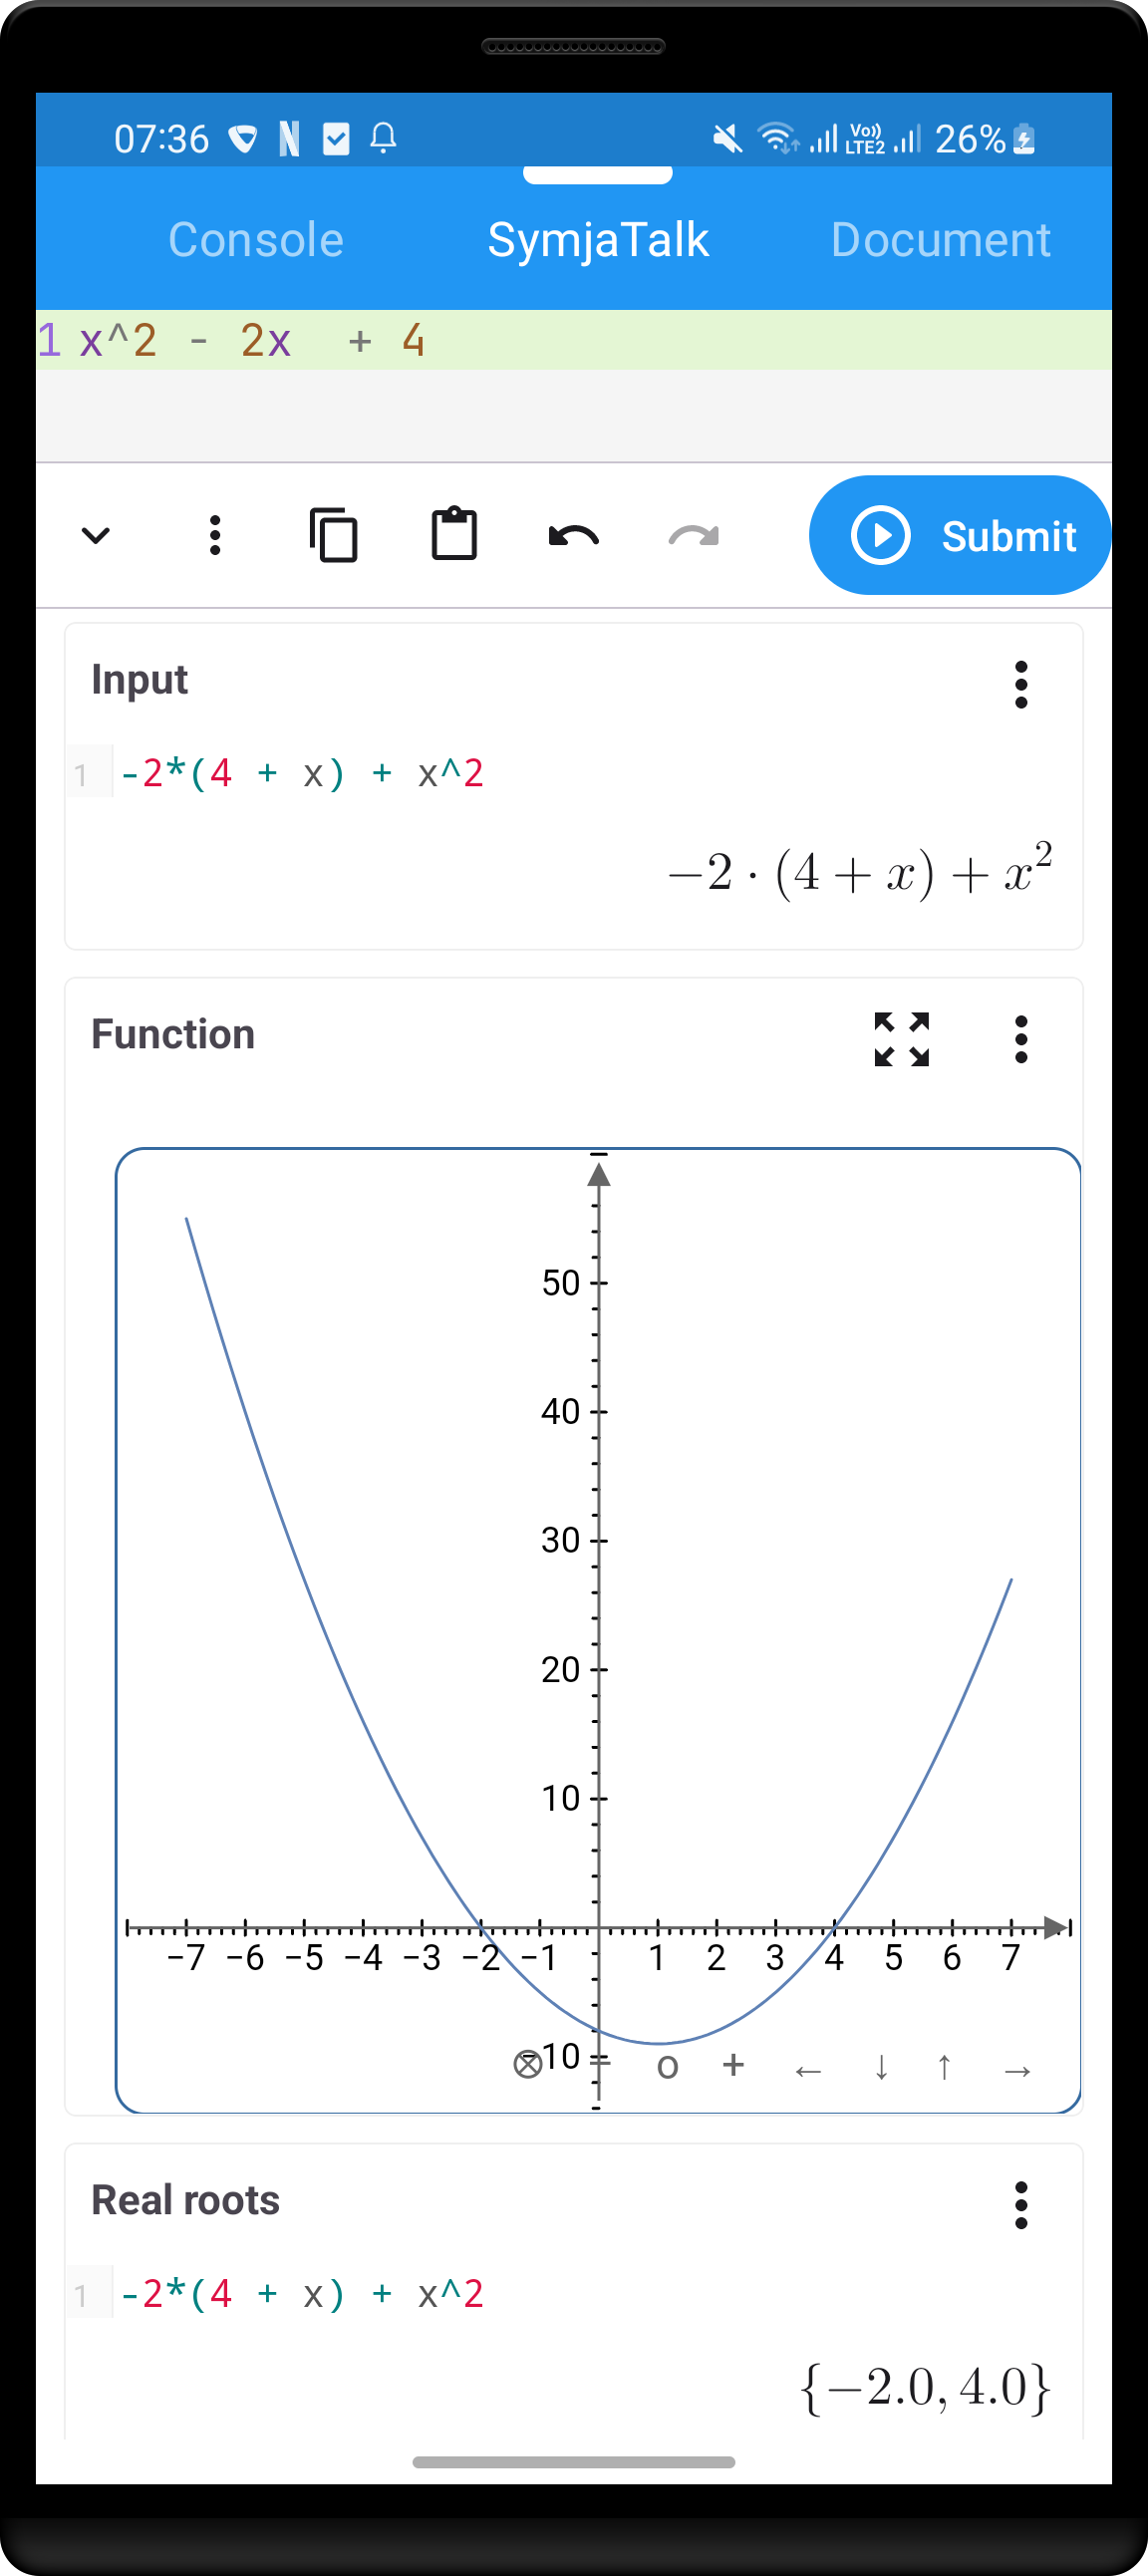 07:36 N Vo)) LTE2 26%
Console SymjaTalk Document
1 x^2 - 2x + 4
Submit
Input
1 -2*(4 + x) + x^2
−2 · (4 + x) + x²
Function
50
40
30
20
10
−7 −6 −5 −4 −3 −2 −1 1 2 3 4 5 6 7
−10 o + ← ↓ ↑ →
Real roots
1 -2*(4 + x) + x^2
{−2.0, 4.0}